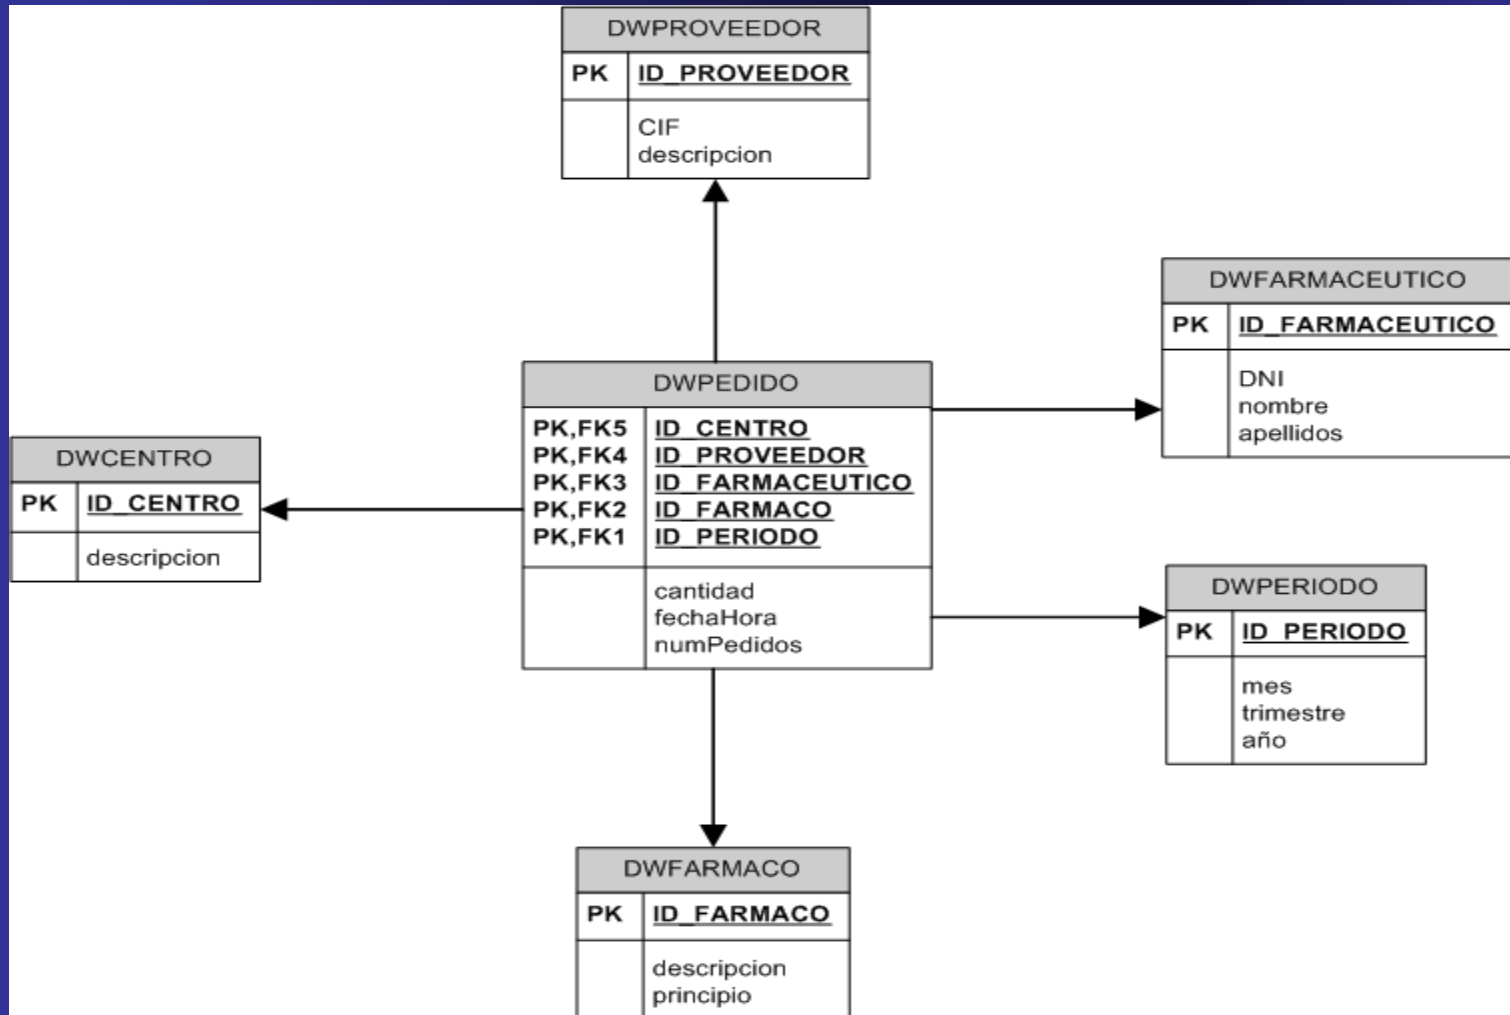 DWPROVEEDOR
PK ID_PROVEEDOR
CIF
descripcion
DWFARMACEUTICO
PK ID_FARMACEUTICO
DNI
nombre
apellidos
DWPEDIDO
PK,FK5 ID_CENTRO
PK,FK4 ID_PROVEEDOR
PK,FK3 ID_FARMACEUTICO
PK,FK2 ID_FARMACO
PK,FK1 ID_PERIODO
cantidad
fechaHora
numPedidos
DWCENTRO
PK ID_CENTRO
descripcion
DWPERIODO
PK ID_PERIODO
mes
trimestre
año
DWFARMACO
PK ID_FARMACO
descripcion
principio